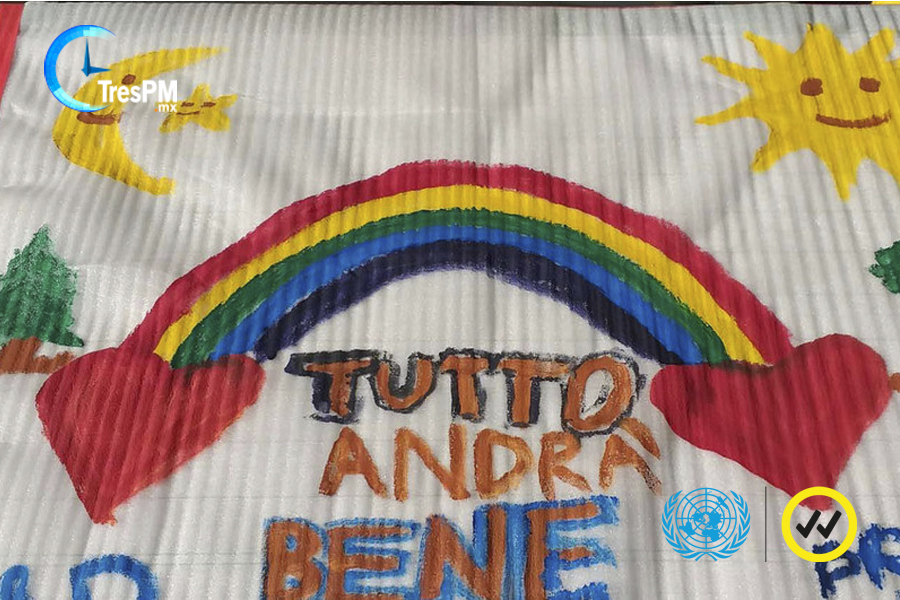 TresPM
mx
TUTTO
ANDRÀ
BENE